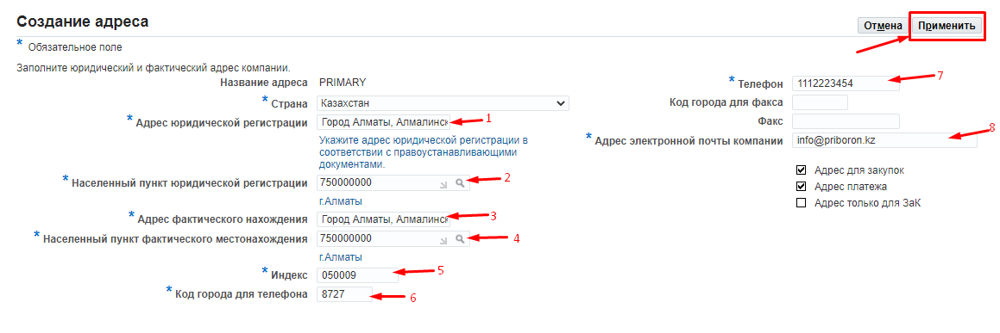 Создание адреса
Отмена
Применить
* Обязательное поле
Заполните юридический и фактический адрес компании.
Название адреса PRIMARY
* Страна Казахстан
* Адрес юридической регистрации Город Алматы, Алмалинск 1
Укажите адрес юридической регистрации в
соответствии с правоустанавливающими
документами.
* Населенный пункт юридической регистрации 750000000 2
г.Алматы
* Адрес фактического нахождения Город Алматы, Алмалинск 3
* Населенный пункт фактического местонахождения 750000000 4
г.Алматы
* Индекс 050009 5
* Код города для телефона 8727 6
* Телефон 1112223454 7
Код города для факса
Факс
* Адрес электронной почты компании info@priboron.kz 8
Адрес для закупок
Адрес платежа
Адрес только для ЗаК